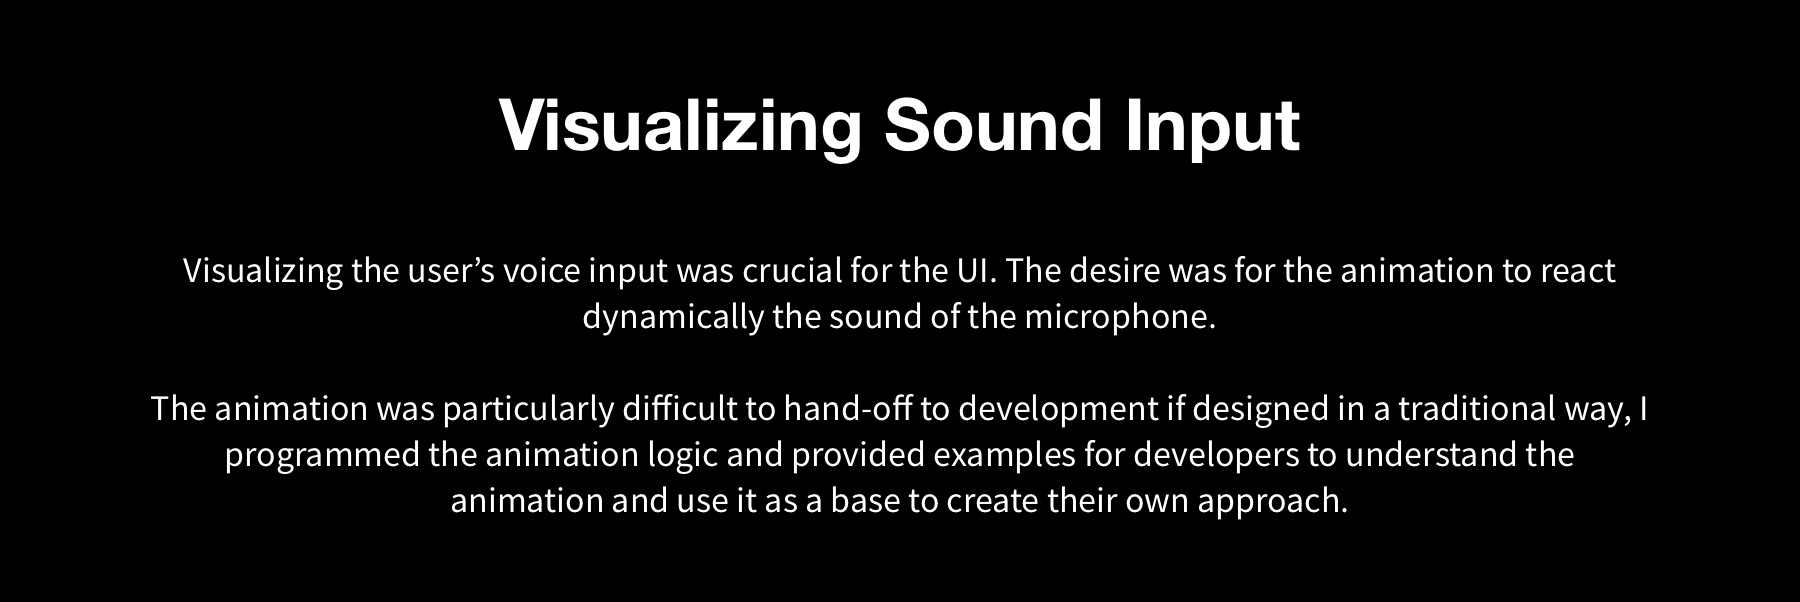 Visualizing Sound Input
Visualizing the user’s voice input was crucial for the UI. The desire was for the animation to react
dynamically the sound of the microphone.
The animation was particularly difficult to hand-off to development if designed in a traditional way, I
programmed the animation logic and provided examples for developers to understand the
animation and use it as a base to create their own approach.